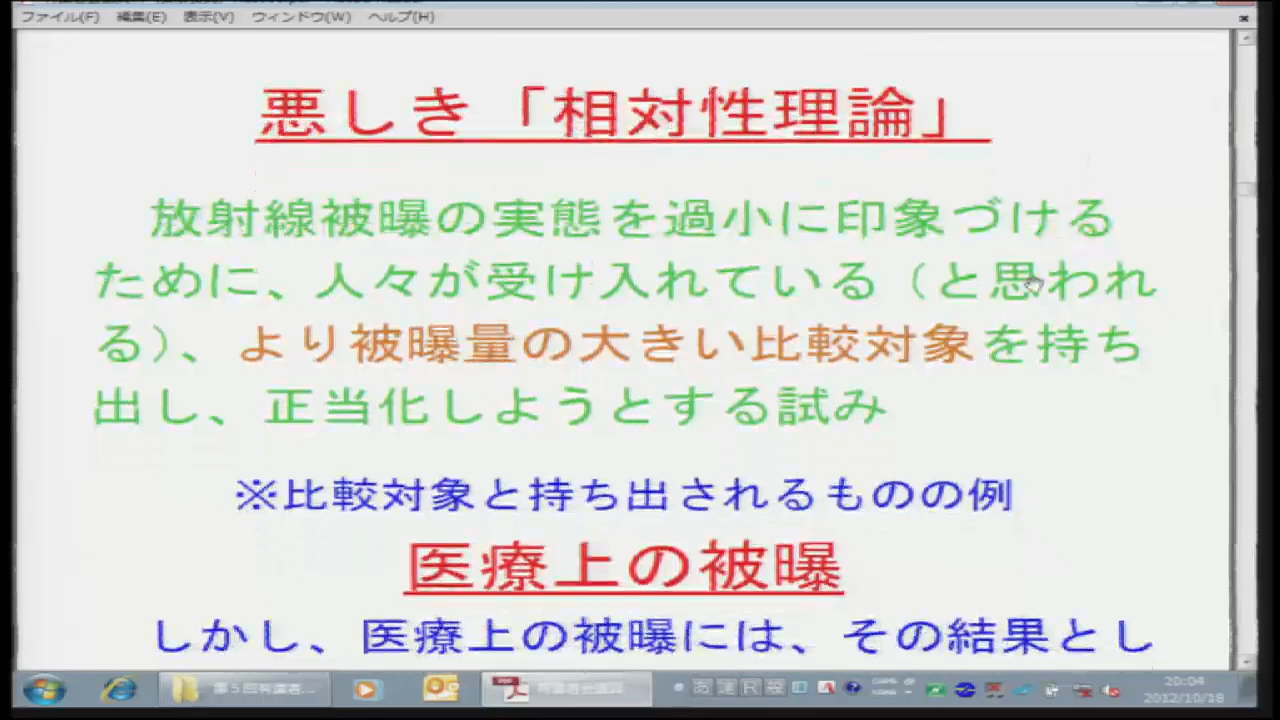 ファイル(F) 編集(E) 表示(V) ウィンドウ(W) ヘルプ(H)
悪しき「相対性理論」
放射線被曝の実態を過小に印象づける
ために、人々が受け入れている（と思われ
る）、より被曝量の大きい比較対象を持ち
出し、正当化しようとする試み
※比較対象と持ち出されるものの例
医療上の被曝
しかし、医療上の被曝には、その結果とし
20:04
2012/10/18